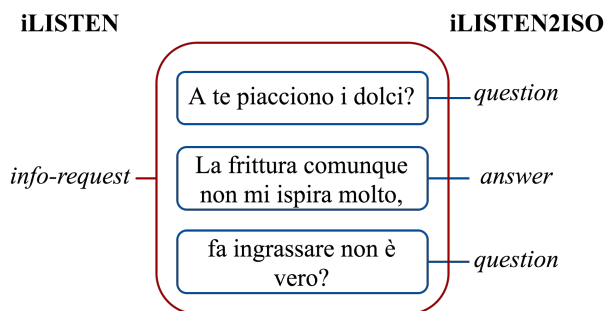 iLISTEN
iLISTEN2ISO
A te piacciono i dolci?
question
info-request
La frittura comunque
non mi ispira molto,
answer
fa ingrassare non è
vero?
question